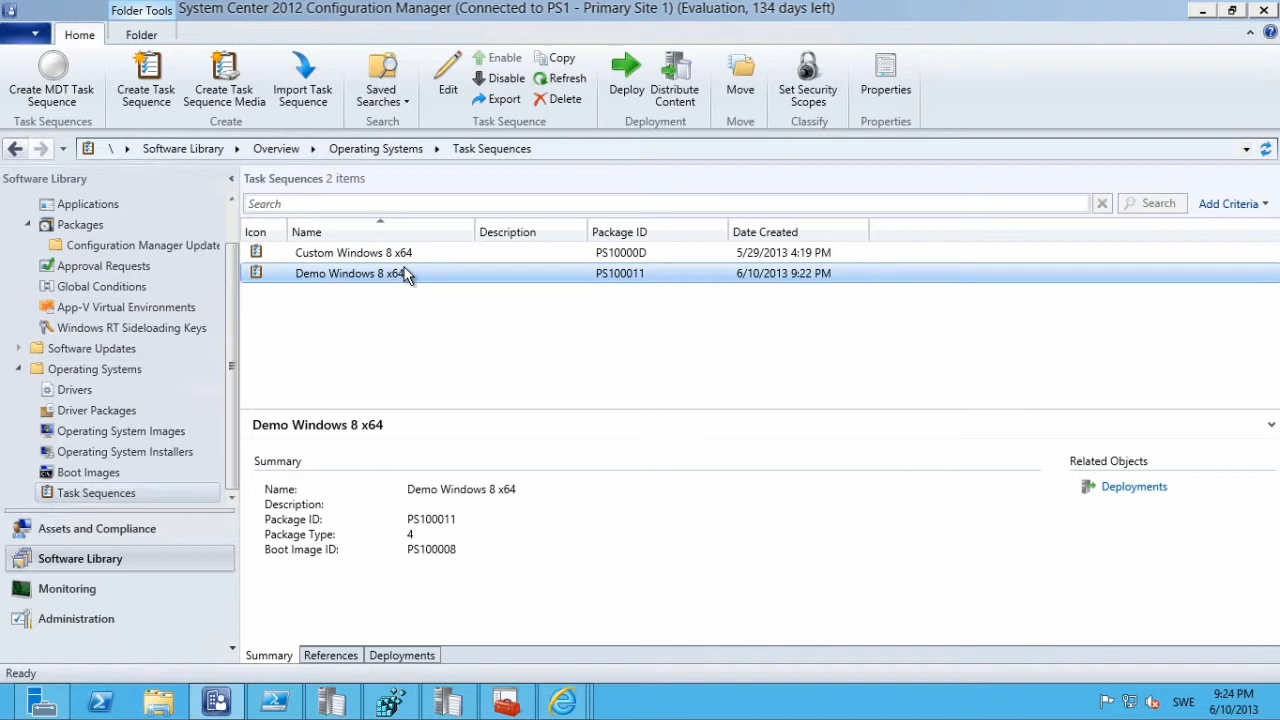 Folder Tools
System Center 2012 Configuration Manager (Connected to PS1 - Primary Site 1) (Evaluation, 134 days left)
Home
Folder
Create MDT Task Sequence
Create Task Sequence
Create Task Sequence Media
Import Task Sequence
Saved Searches
Edit
Enable
Disable
Export
Copy
Refresh
Delete
Deploy
Distribute Content
Move
Set Security Scopes
Properties
Task Sequences
Create
Search
Task Sequence
Deployment
Move
Classify
Properties
\ Software Library Overview Operating Systems Task Sequences
Software Library
Applications
Packages
Configuration Manager Update
Approval Requests
Global Conditions
App-V Virtual Environments
Windows RT Sideloading Keys
Software Updates
Operating Systems
Drivers
Driver Packages
Operating System Images
Operating System Installers
Boot Images
Task Sequences
Assets and Compliance
Software Library
Monitoring
Administration
Task Sequences 2 items
Search
Search
Add Criteria
Icon Name Description Package ID Date Created
Custom Windows 8 x64 PS10000D 5/29/2013 4:19 PM
Demo Windows 8 x64 PS100011 6/10/2013 9:22 PM
Demo Windows 8 x64
Summary
Name: Demo Windows 8 x64
Description:
Package ID: PS100011
Package Type: 4
Boot Image ID: PS100008
Related Objects
Deployments
Summary References Deployments
Ready
SWE
9:24 PM
6/10/2013